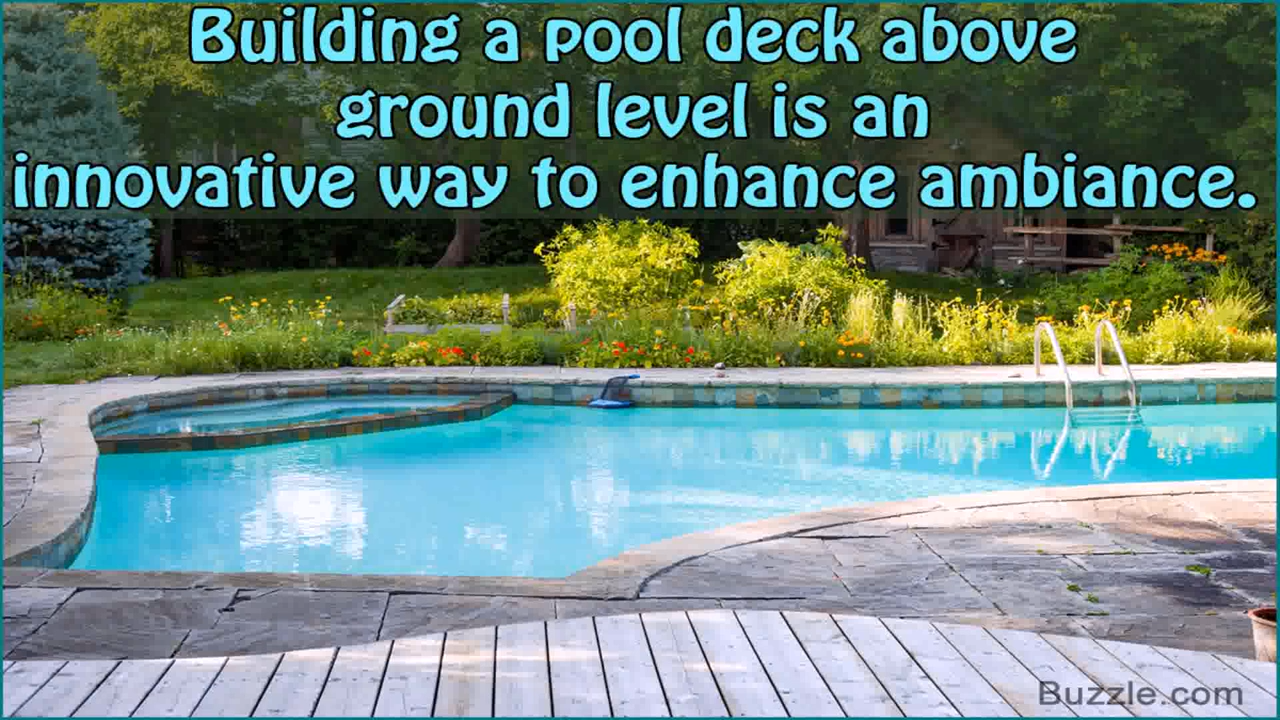 Building a pool deck above
ground level is an
innovative way to enhance ambiance.
Buzzle.com